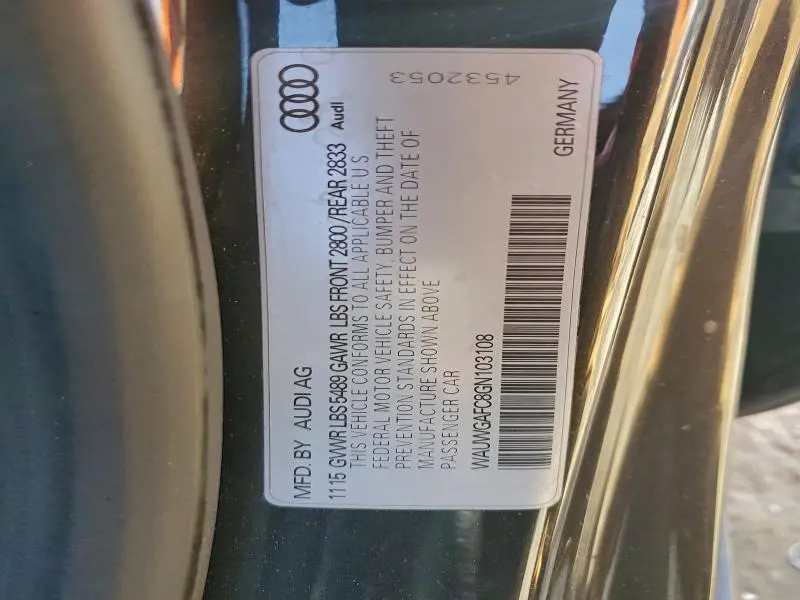 MFD. BY AUDI AG
1115 GVWR LBS 5489 GAWR LBS FRONT 2800 / REAR 2833 Audi
THIS VEHICLE CONFORMS TO ALL APPLICABLE U S
FEDERAL MOTOR VEHICLE SAFETY, BUMPER AND THEFT
PREVENTION STANDARDS IN EFFECT ON THE DATE OF
MANUFACTURE SHOWN ABOVE
PASSENGER CAR
WAUWGAFC8GN103108
4532053
GERMANY